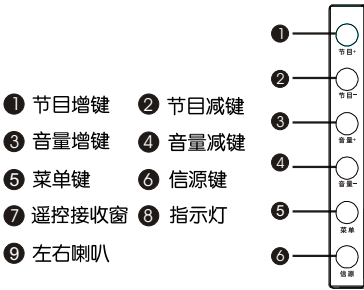 ❶ 节目增键 ❷ 节目减键
❸ 音量增键 ❹ 音量减键
❺ 菜单键 ❻ 信源键
❼ 遥控接收窗 ❽ 指示灯
❾ 左右喇叭
❶ 节目+
❷ 节目−
❸ 音量+
❹ 音量−
❺ 菜单
❻ 信源